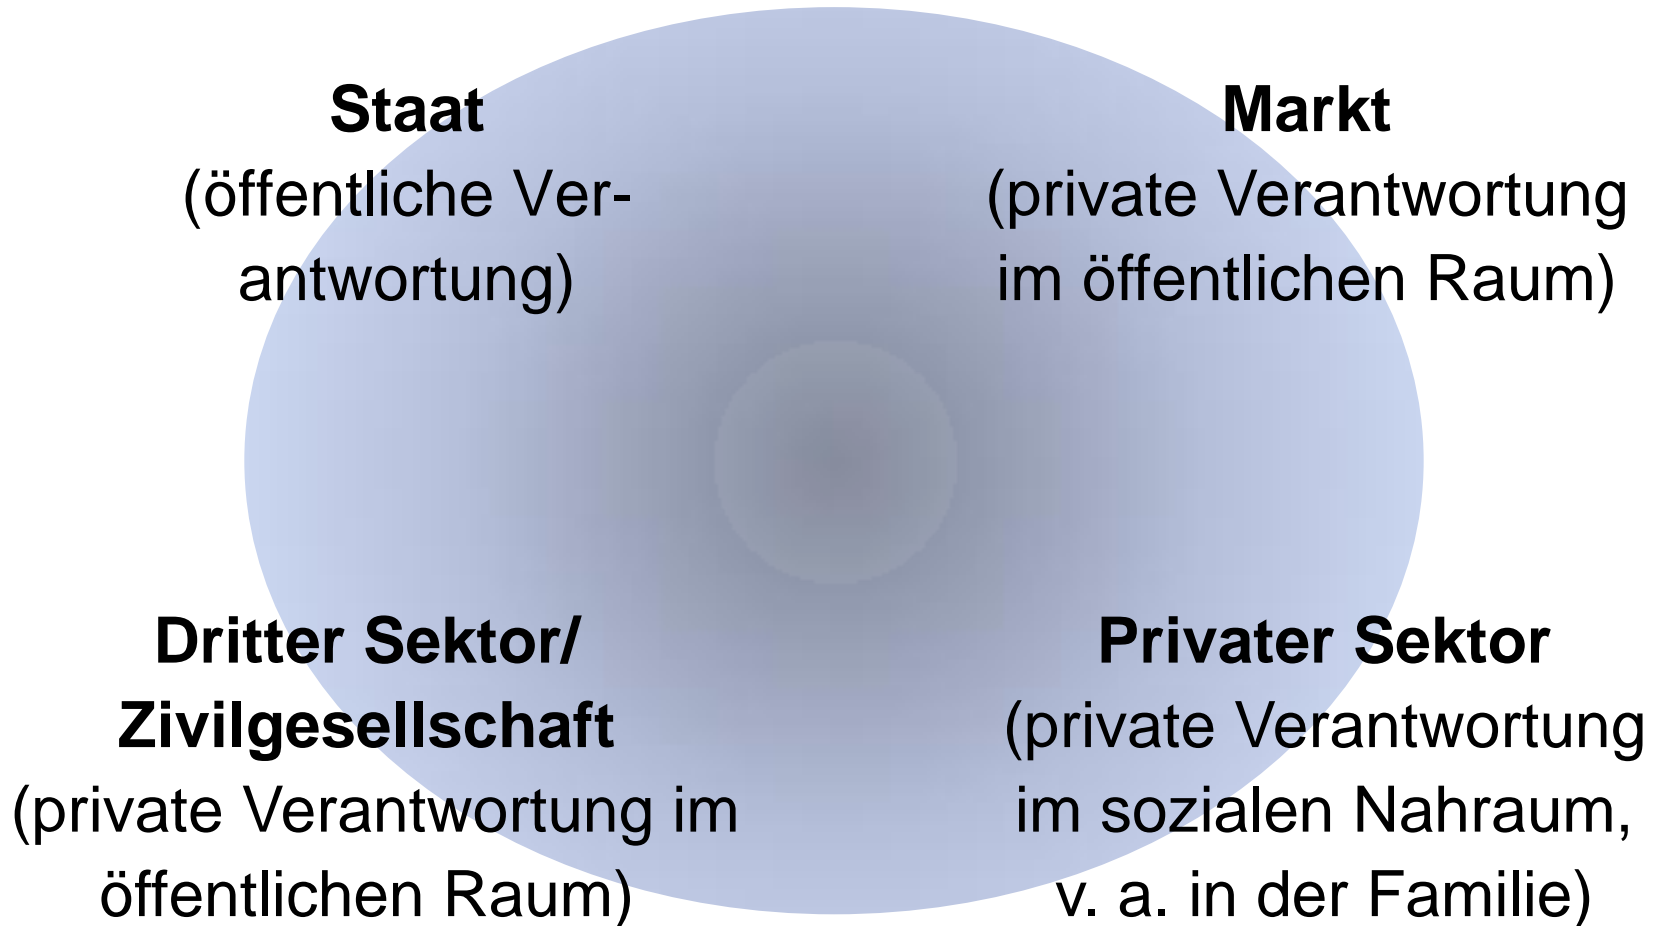 Staat
(öffentliche Ver-
antwortung)
Markt
(private Verantwortung
im öffentlichen Raum)
Dritter Sektor/
Zivilgesellschaft
(private Verantwortung im
öffentlichen Raum)
Privater Sektor
(private Verantwortung
im sozialen Nahraum,
v. a. in der Familie)